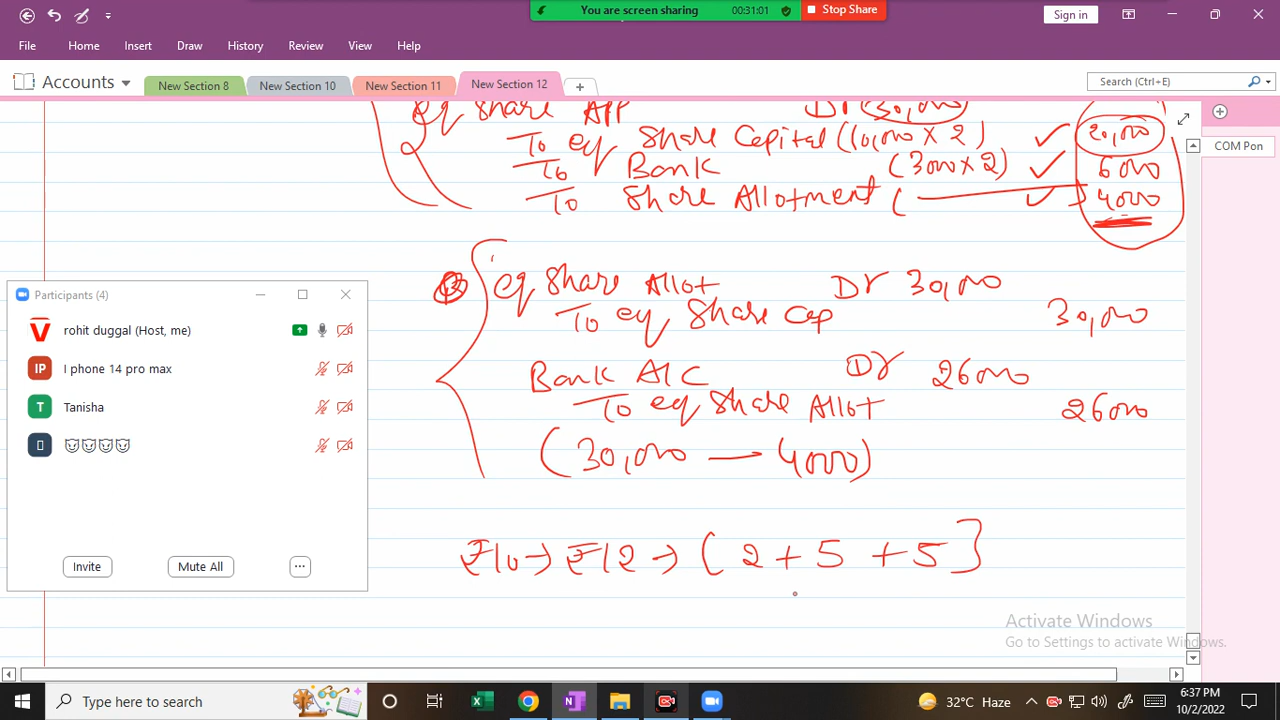 You are screen sharing 00:31:01 Stop Share
Sign in
File Home Insert Draw History Review View Help
Accounts New Section 8 New Section 10 New Section 11 New Section 12 Search (Ctrl+E)
COM Pon
eq Share App Dr (30,000)
To eq Share Capital (10,000 x 2) 20,000
To Bank (3000 x 2) 6000
To Share Allotment ( 4000
eq Share Allot Dr 30,000
To eq Share Cap 30,000
Bank A/C Dr 26000
To eq Share Allot 26000
(30,000 — 4000)
₹10 → ₹12 → ( 2 + 5 + 5 ]
Participants (4)
rohit duggal (Host, me)
IP I phone 14 pro max
T Tanisha
Invite Mute All ...
Activate Windows
Go to Settings to activate Windows.
Type here to search
32°C Haze
6:37 PM
10/2/2022